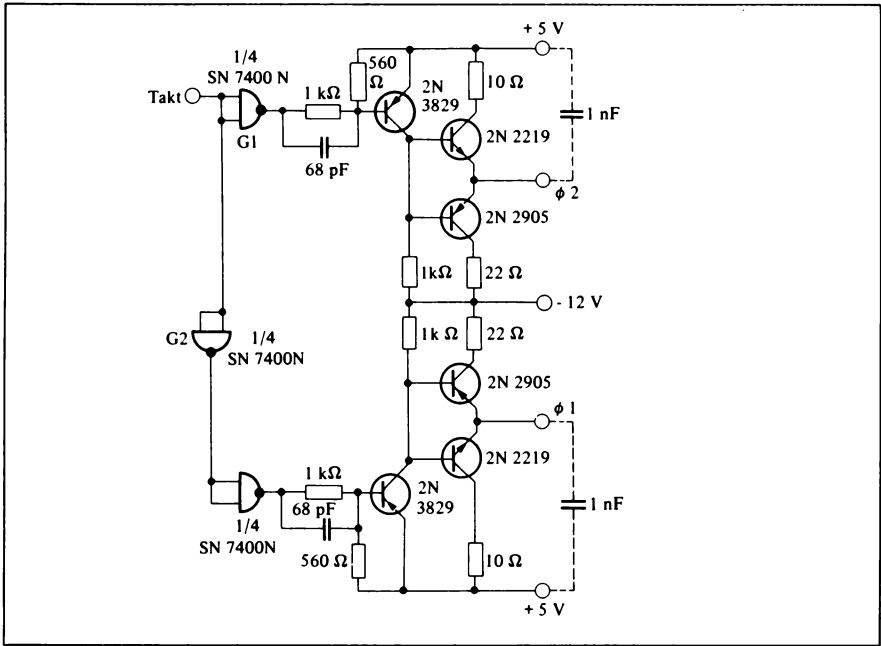 + 5 V
1/4
SN 7400 N
Takt
G1
1 kΩ
68 pF
560
Ω
2N
3829
10 Ω
2N 2219
1 nF
ϕ 2
2N 2905
1kΩ
22 Ω
- 12 V
1k Ω
22 Ω
G2
1/4
SN 7400N
2N 2905
ϕ 1
2N 2219
1 kΩ
68 pF
2N
3829
1 nF
1/4
SN 7400N
560 Ω
10 Ω
+ 5 V